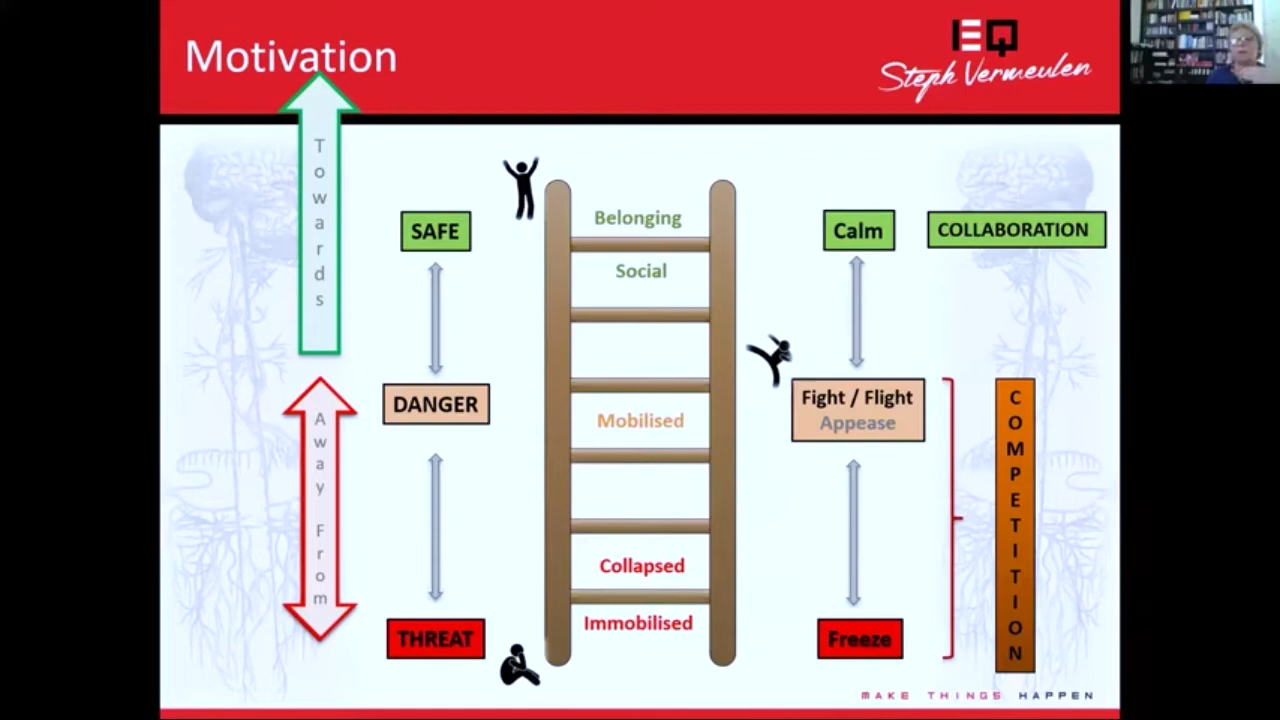 Motivation
EQ
Steph Vermeulen
Towards
Away From
SAFE
DANGER
THREAT
Belonging
Social
Mobilised
Collapsed
Immobilised
Calm
Fight / Flight
Appease
Freeze
COLLABORATION
COMPETITION
MAKE THINGS HAPPEN